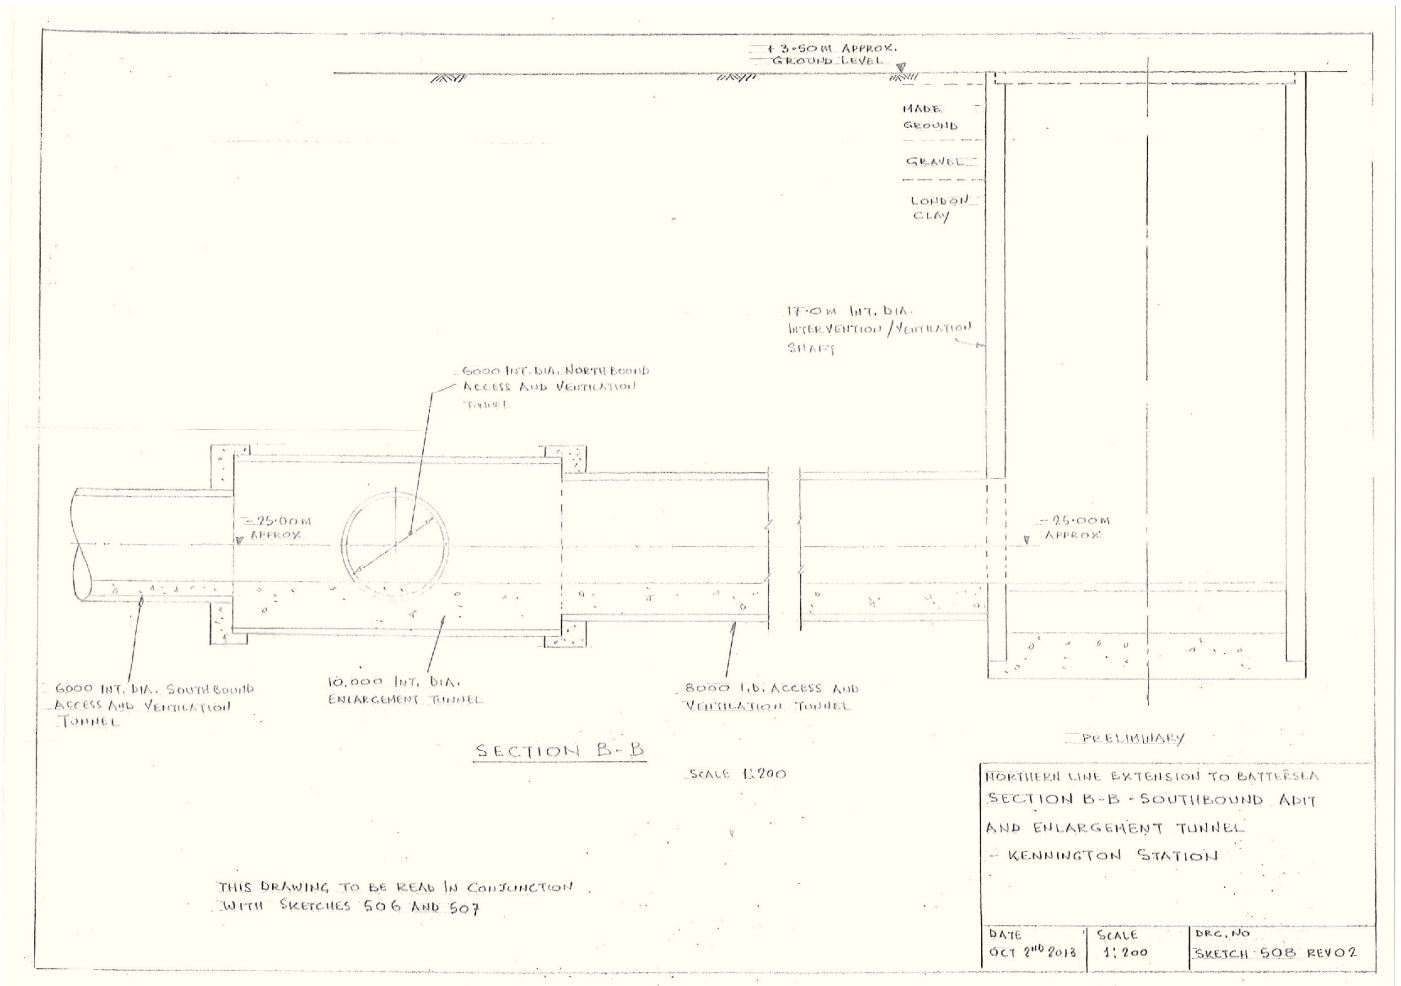 + 3.50M APPROX.
GROUND LEVEL
MADE
GROUND
GRAVEL
LONDON
CLAY
17.0M INT. DIA.
INTERVENTION/VENTILATION
SHAFT
6000 INT. DIA. NORTHBOUND
ACCESS AND VENTILATION
TUNNEL
-25.00M
APPROX
-25.00M
APPROX
6000 INT. DIA. SOUTHBOUND
ACCESS AND VENTILATION
TUNNEL
10,000 INT. DIA.
ENLARGEMENT TUNNEL
8000 I.D. ACCESS AND
VENTILATION TUNNEL
SECTION B-B
SCALE 1:200
THIS DRAWING TO BE READ IN CONJUNCTION
WITH SKETCHES 506 AND 507
PRELIMINARY
NORTHERN LINE EXTENSION TO BATTERSEA
SECTION B-B - SOUTHBOUND ADIT
AND ENLARGEMENT TUNNEL
- KENNINGTON STATION
DATE
OCT 2ND 2013
SCALE
1:200
DRG. NO
SKETCH 508 REV02